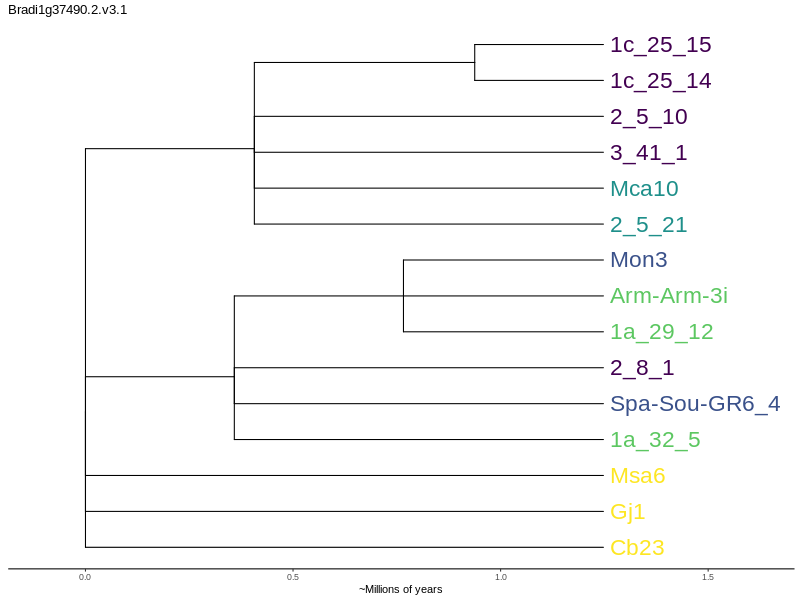 Bradi1g37490.2.v3.1
1c_25_15
1c_25_14
2_5_10
3_41_1
Mca10
2_5_21
Mon3
Arm-Arm-3i
1a_29_12
2_8_1
Spa-Sou-GR6_4
1a_32_5
Msa6
Gj1
Cb23
0.0 0.5 1.0 1.5
~Millions of years